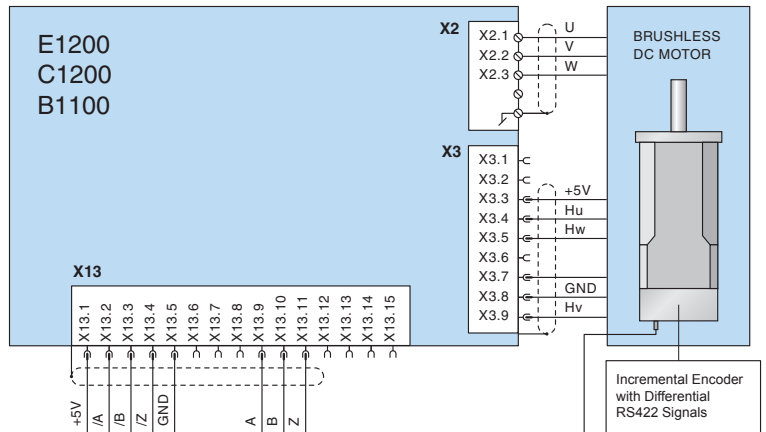 E1200
C1200
B1100
X2
X2.1
X2.2
X2.3
U
V
W
BRUSHLESS
DC MOTOR
X3
X3.1
X3.2
X3.3
X3.4
X3.5
X3.6
X3.7
X3.8
X3.9
+5V
Hu
Hw
GND
Hv
X13
X13.1
X13.2
X13.3
X13.4
X13.5
X13.6
X13.7
X13.8
X13.9
X13.10
X13.11
X13.12
X13.13
X13.14
X13.15
+5V
/A
/B
/Z
GND
A
B
Z
Incremental Encoder
with Differential
RS422 Signals